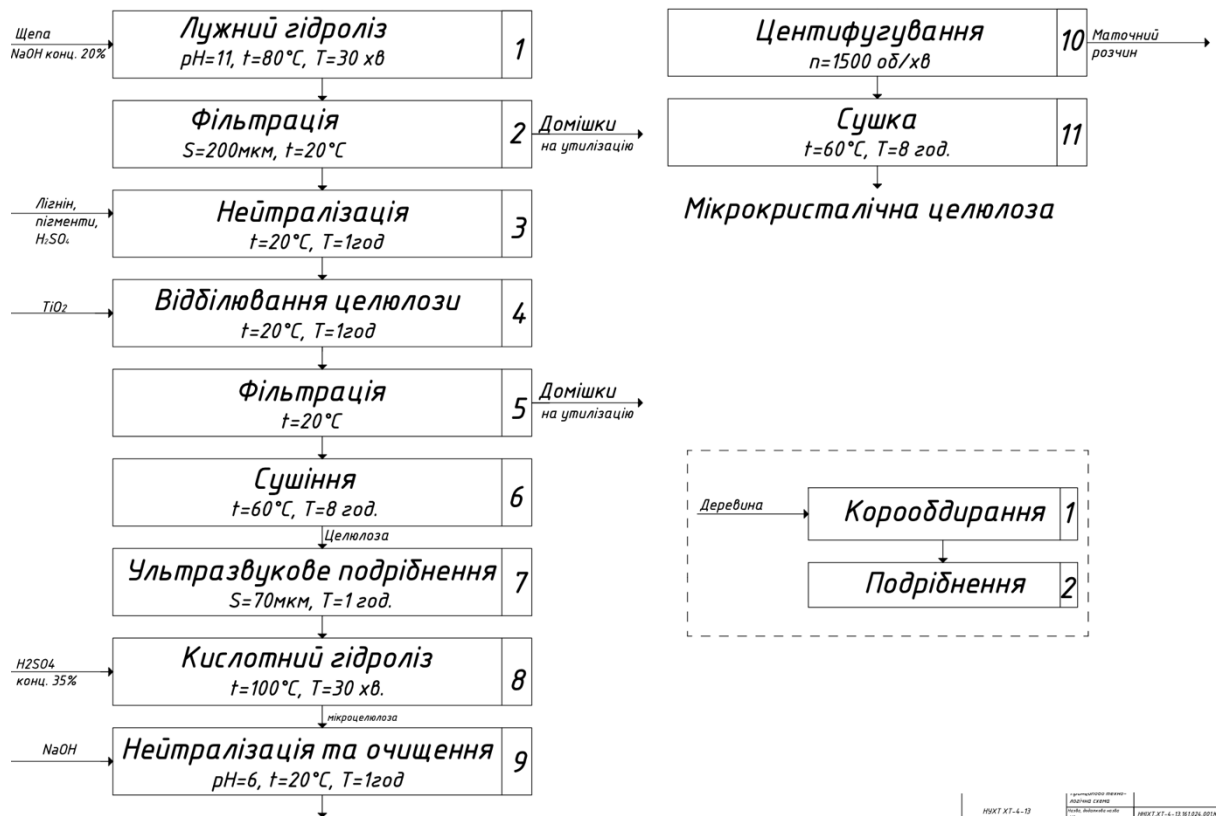 Щепа
NaOH конц. 20%
Лужний гідроліз
pH=11, t=80°C, T=30 хв
1
Фільтрація
S=200мкм, t=20°C
2
Домішки
на утилізацію
Лігнін,
пігменти,
H₂SO₄
Нейтралізація
t=20°C, T=1год
3
TiO₂
Відбілювання целюлози
t=20°C, T=1год
4
Фільтрація
t=20°C
5
Домішки
на утилізацію
Сушіння
t=60°C, T=8 год.
6
Целюлоза
Ультразвукове подрібнення
S=70мкм, T=1 год.
7
H2SO4
конц. 35%
Кислотний гідроліз
t=100°C, T=30 хв.
8
мікроцелюлоза
NaOH
Нейтралізація та очищення
pH=6, t=20°C, T=1год
9
Центифугування
n=1500 об/хв
10
Маточний
розчин
Сушка
t=60°C, T=8 год.
11
Мікрокристалічна целюлоза
Деревина
Корообдирання
1
Подрібнення
2
НУХТ ХТ-4-13
логічна схема